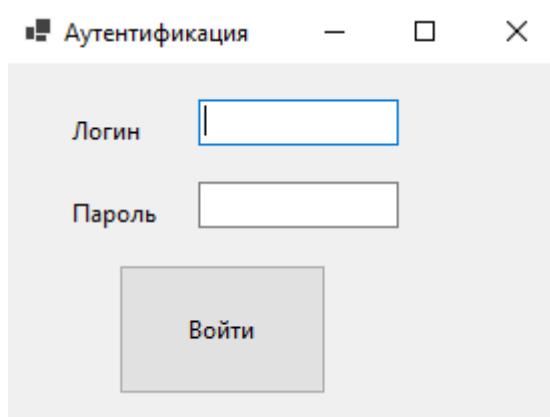 Аутентификация
Логин
Пароль
Войти